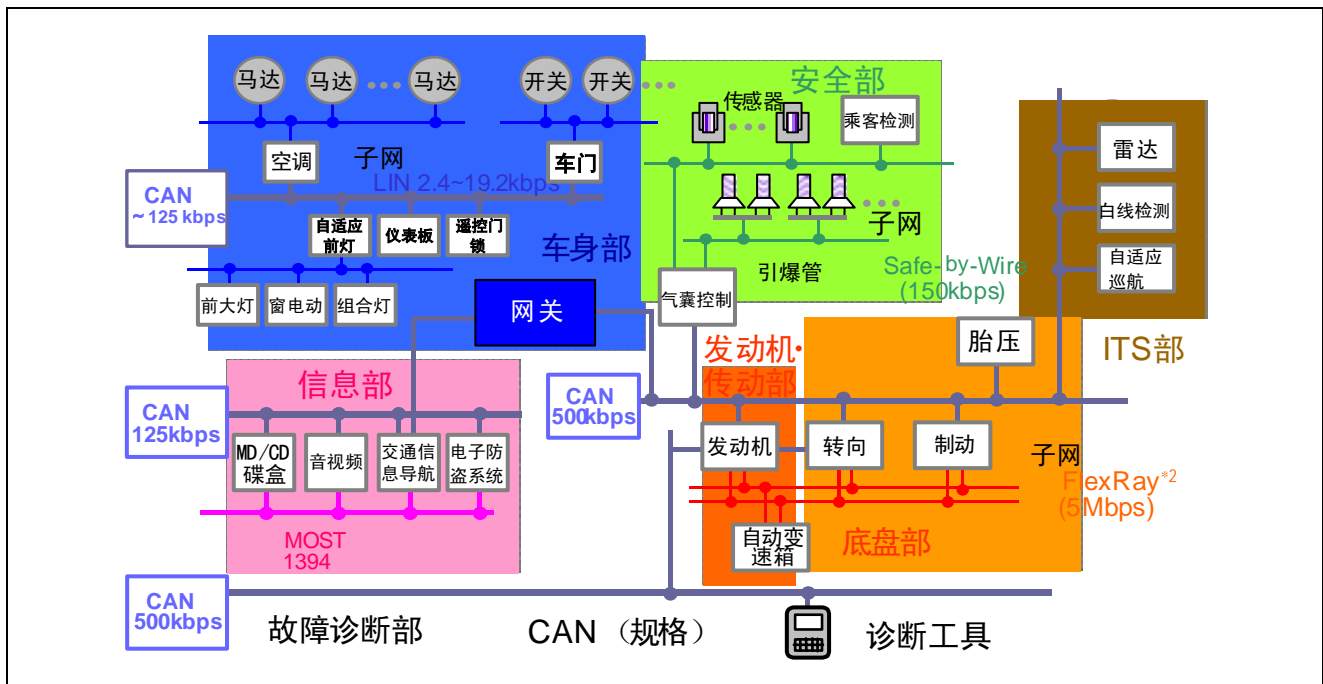 马达
马达
马达
开关
开关
空调
子网
车门
LIN 2.4~19.2kbps
CAN
~125 kbps
自适应
前灯
仪表板
遥控门
锁
车身部
前大灯
窗电动
组合灯
网关
安全部
传感器
乘客检测
子网
引爆管
Safe-by-Wire
(150kbps)
气囊控制
雷达
白线检测
自适应
巡航
ITS部
信息部
CAN
125kbps
MD/CD
碟盒
音视频
交通信
息导航
电子防
盗系统
MOST
1394
发动机·
传动部
胎压
CAN
500kbps
发动机
转向
制动
子网
FlexRay*2
(5Mbps)
自动变
速箱
底盘部
CAN
500kbps
故障诊断部
CAN（规格）
诊断工具